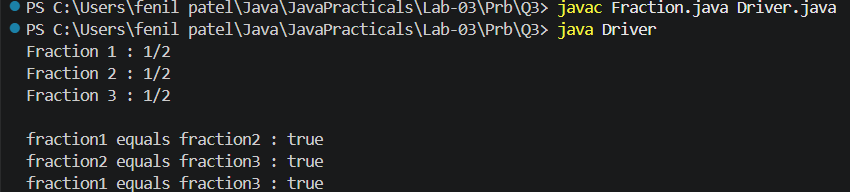 PS C:\Users\fenil patel\Java\JavaPracticals\Lab-03\Prb\Q3> javac Fraction.java Driver.java
PS C:\Users\fenil patel\Java\JavaPracticals\Lab-03\Prb\Q3> java Driver
Fraction 1 : 1/2
Fraction 2 : 1/2
Fraction 3 : 1/2

fraction1 equals fraction2 : true
fraction2 equals fraction3 : true
fraction1 equals fraction3 : true